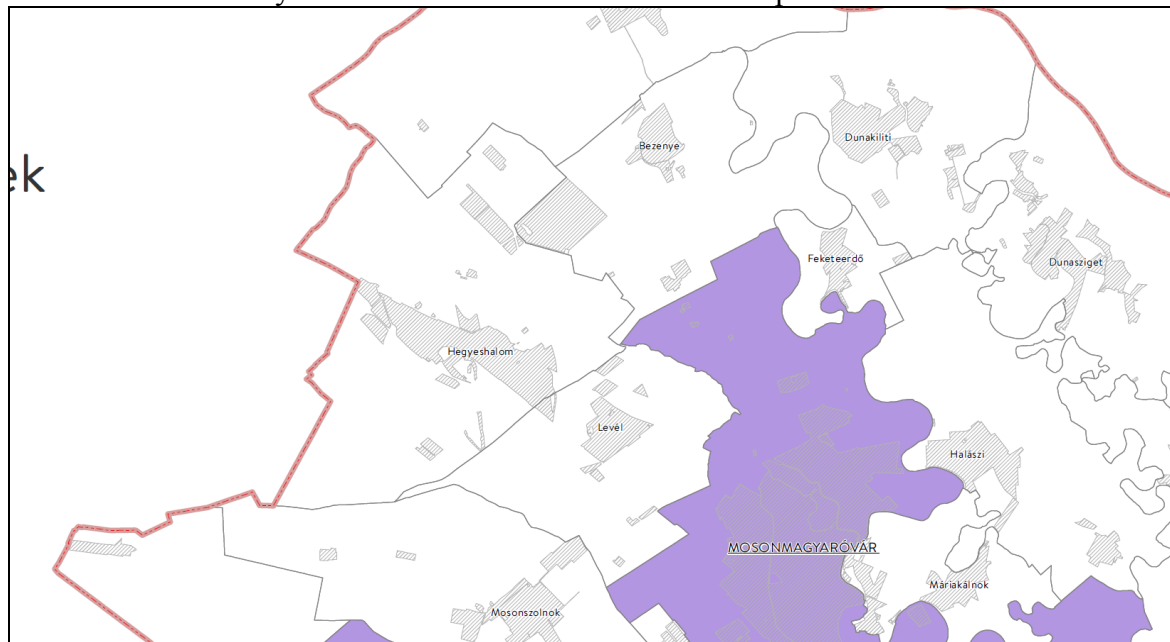 ek
Bezenye
Dunakiliti
Feketeerdő
Dunasziget
Hegyeshalom
Levél
Halászi
MOSONMAGYARÓVÁR
Máriakálnok
Mosonszolnok